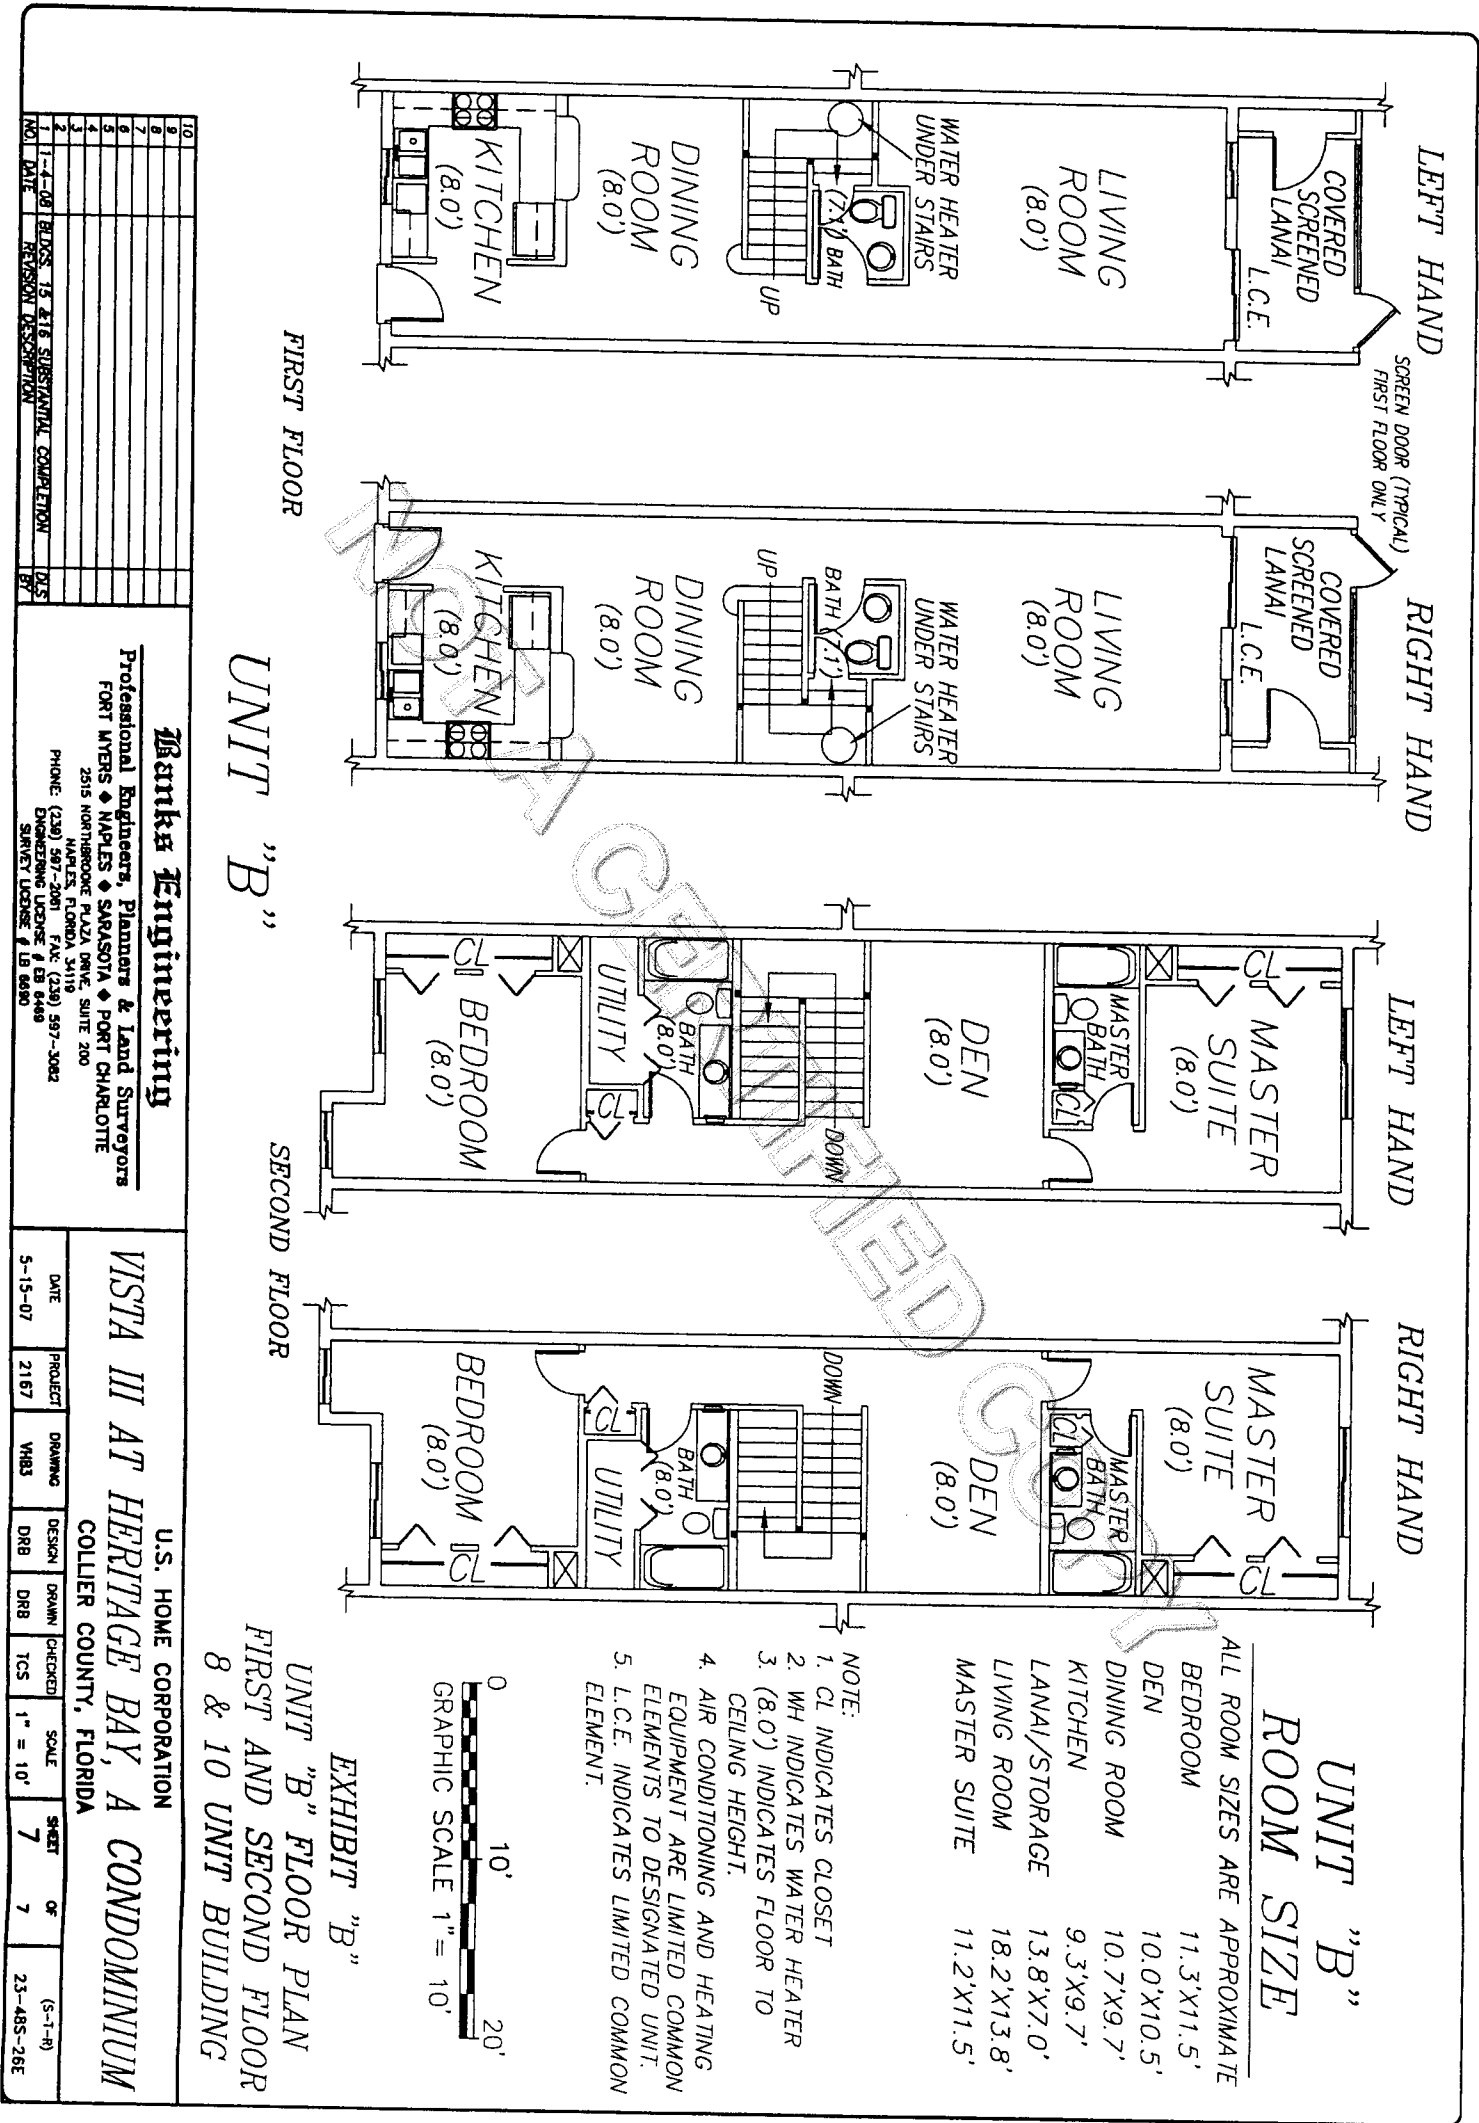 LEFT HAND
SCREEN DOOR (TYPICAL)
FIRST FLOOR ONLY
RIGHT HAND
LEFT HAND
RIGHT HAND
COVERED
SCREENED
LANAI
L.C.E.
LIVING
ROOM
(8.0')
WATER HEATER
UNDER STAIRS
(7.1') BATH
UP
DINING
ROOM
(8.0')
KITCHEN
(8.0')
COVERED
SCREENED
LANAI
L.C.E.
LIVING
ROOM
(8.0')
WATER HEATER
UNDER STAIRS
BATH (7.1')
UP
DINING
ROOM
(8.0')
KITCHEN
(8.0')
FIRST FLOOR
CL
MASTER
SUITE
(8.0')
MASTER
BATH
CL
DEN
(8.0')
DOWN
BATH
(8.0')
UTILITY
CL
CL
BEDROOM
(8.0')
MASTER
SUITE
(8.0')
CL
MASTER
BATH
CL
DEN
(8.0')
DOWN
BATH
(8.0')
UTILITY
CL
CL
BEDROOM
(8.0')
SECOND FLOOR
UNIT "B"
NOT A CERTIFIED COPY
UNIT "B"
ROOM SIZE
ALL ROOM SIZES ARE APPROXIMATE
BEDROOM 11.3'X11.5'
DEN 10.0'X10.5'
DINING ROOM 10.7'X9.7'
KITCHEN 9.3'X9.7'
LANAI/STORAGE 13.8'X7.0'
LIVING ROOM 18.2'X13.8'
MASTER SUITE 11.2'X11.5'
NOTE:
1. CL INDICATES CLOSET
2. WH INDICATES WATER HEATER
3. (8.0') INDICATES FLOOR TO
CEILING HEIGHT.
4. AIR CONDITIONING AND HEATING
EQUIPMENT ARE LIMITED COMMON
ELEMENTS TO DESIGNATED UNIT.
5. L.C.E. INDICATES LIMITED COMMON
ELEMENT.
0 10' 20'
GRAPHIC SCALE 1"= 10'
EXHIBIT "B"
UNIT "B" FLOOR PLAN
FIRST AND SECOND FLOOR
8 & 10 UNIT BUILDING
10
9
8
7
6
5
4
3
2
1 1-4-08 BLDGS 15 &16 SUBSTANTIAL COMPLETION DLS
NO. DATE REVISION DESCRIPTION BY
Banks Engineering
Professional Engineers, Planners & Land Surveyors
FORT MYERS ◆ NAPLES ◆ SARASOTA ◆ PORT CHARLOTTE
2515 NORTHBROOKE PLAZA DRIVE, SUITE 200
NAPLES, FLORIDA 34119
PHONE: (239) 597-2061 FAX: (239) 597-3082
ENGINEERING LICENSE # EB 6469
SURVEY LICENSE # LB 6690
U.S. HOME CORPORATION
VISTA III AT HERITAGE BAY, A CONDOMINIUM
COLLIER COUNTY, FLORIDA
DATE PROJECT DRAWING DESIGN DRAWN CHECKED SCALE SHEET OF (S-T-R)
5-15-07 2167 VHB3 DRB DRB TCS 1" = 10' 7 7 23-48S-26E